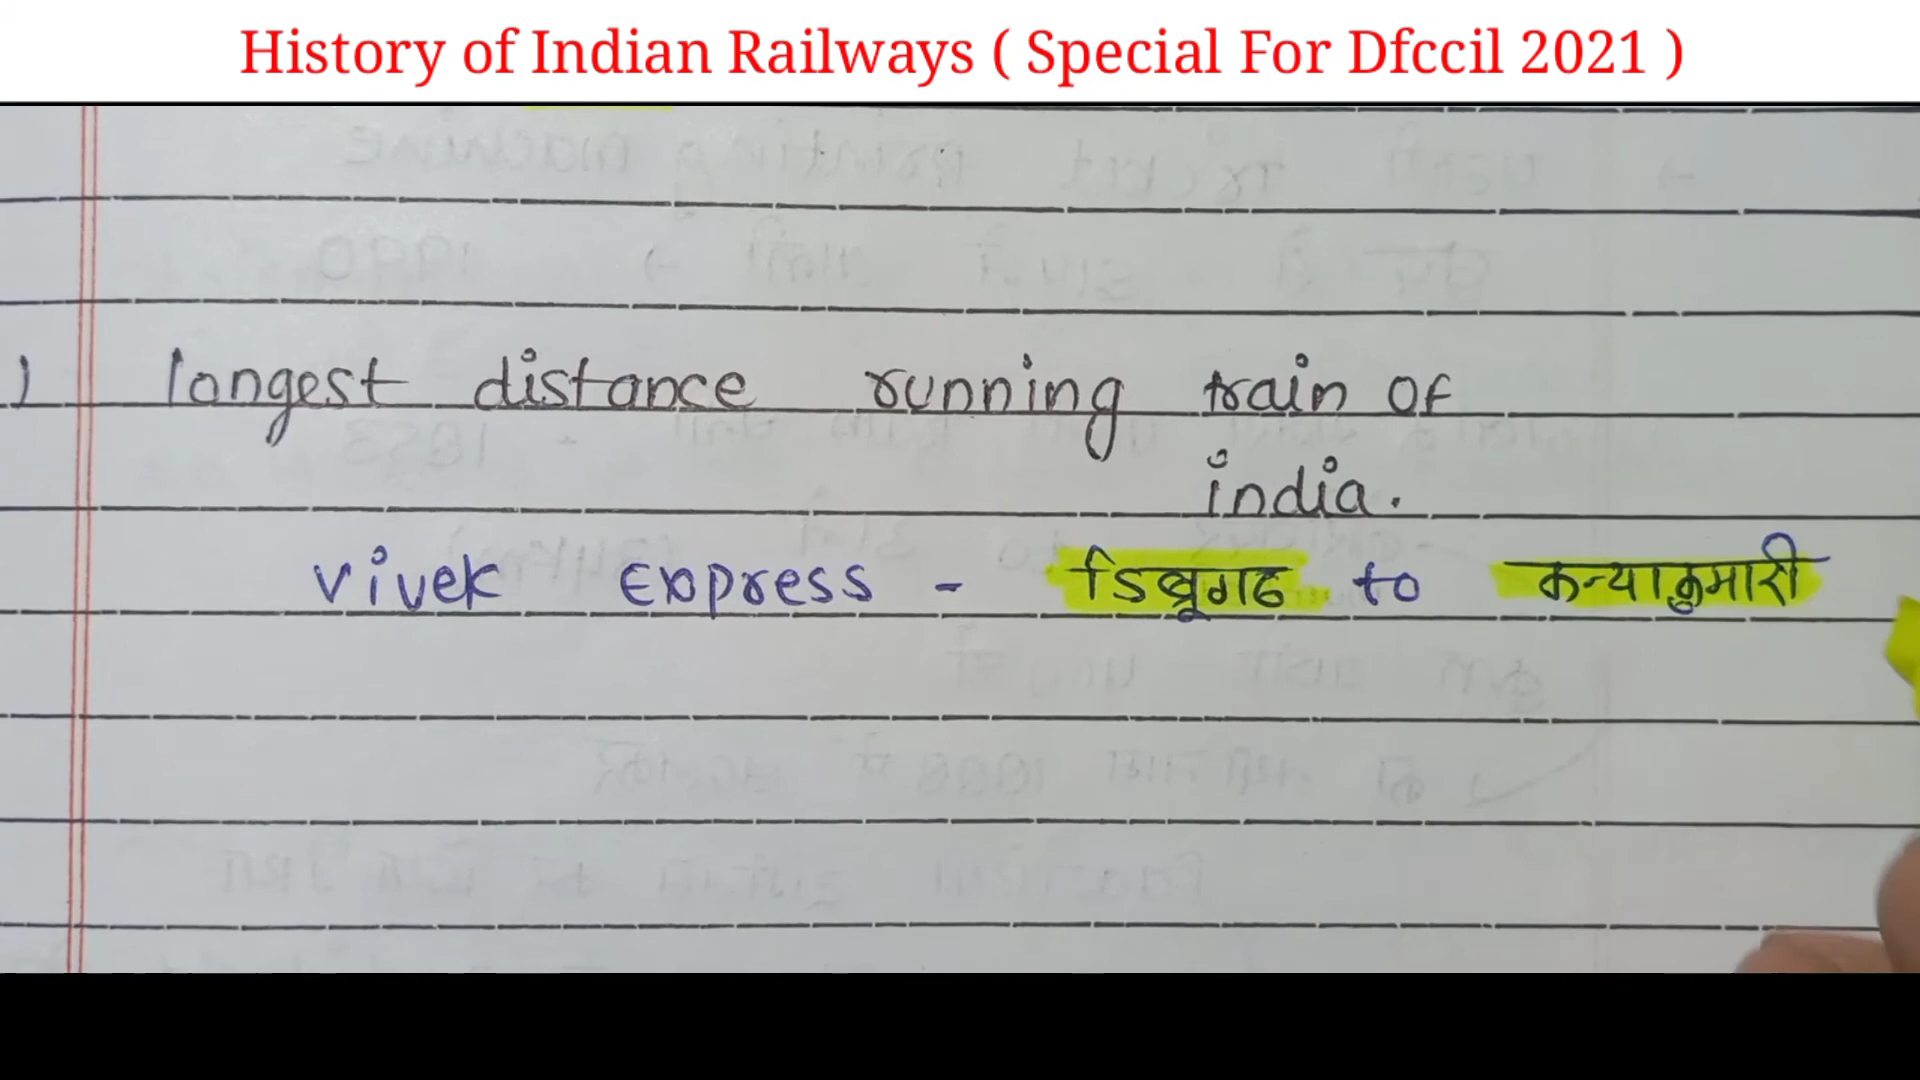 History of Indian Railways ( Special For Dfccil 2021 )
longest distance running train of
india.
Vivek Express - डिब्रूगढ to कन्याकुमारी